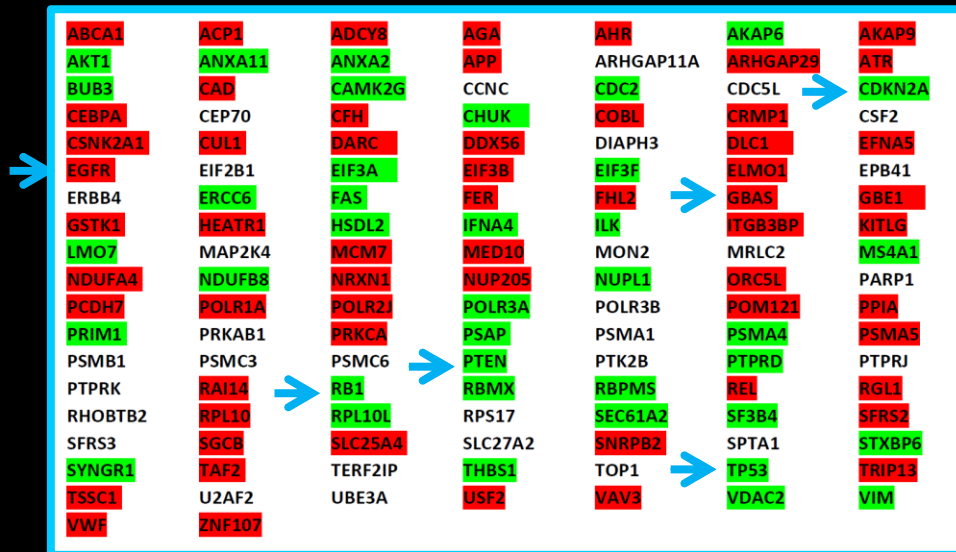 ABCA1 ACP1 ADCY8 AGA AHR AKAP6 AKAP9
AKT1 ANXA11 ANXA2 APP ARHGAP11A ARHGAP29 ATR
BUB3 CAD CAMK2G CCNC CDC2 CDC5L CDKN2A
CEBPA CEP70 CFH CHUK COBL CRMP1 CSF2
CSNK2A1 CUL1 DARC DDX56 DIAPH3 DLC1 EFNA5
EGFR EIF2B1 EIF3A EIF3B EIF3F ELMO1 EPB41
ERBB4 ERCC6 FAS FER FHL2 GBAS GBE1
GSTK1 HEATR1 HSDL2 IFNA4 ILK ITGB3BP KITLG
LMO7 MAP2K4 MCM7 MED10 MON2 MRLC2 MS4A1
NDUFA4 NDUFB8 NRXN1 NUP205 NUPL1 ORC5L PARP1
PCDH7 POLR1A POLR2J POLR3A POLR3B POM121 PPIA
PRIM1 PRKAB1 PRKCA PSAP PSMA1 PSMA4 PSMA5
PSMB1 PSMC3 PSMC6 PTEN PTK2B PTPRD PTPRJ
PTPRK RAI14 RB1 RBMX RBPMS REL RGL1
RHOBTB2 RPL10 RPL10L RPS17 SEC61A2 SF3B4 SFRS2
SFRS3 SGCB SLC25A4 SLC27A2 SNRPB2 SPTA1 STXBP6
SYNGR1 TAF2 TERF2IP THBS1 TOP1 TP53 TRIP13
TSSC1 U2AF2 UBE3A USF2 VAV3 VDAC2 VIM
VWF ZNF107